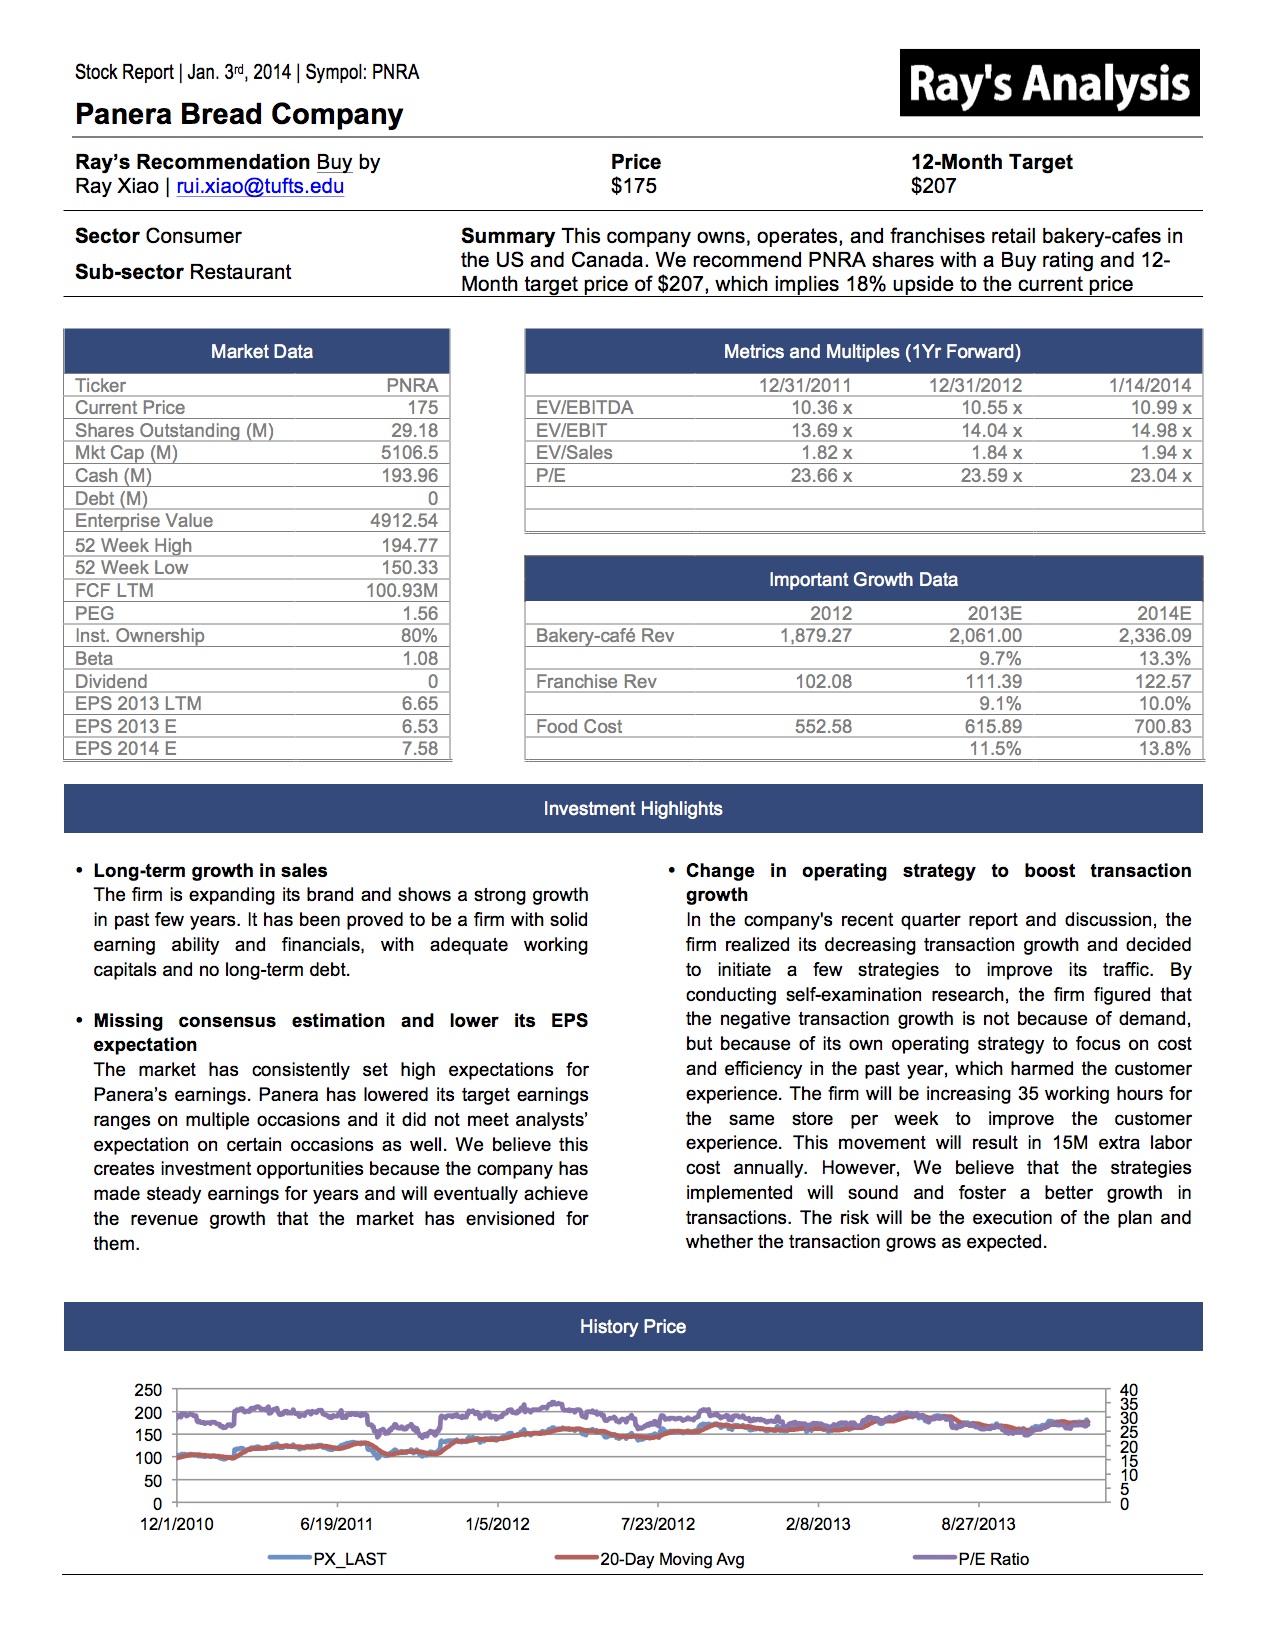 Stock Report | Jan. 3rd, 2014 | Sympol: PNRA
Ray's Analysis
Panera Bread Company
Ray's Recommendation Buy by
Ray Xiao | rui.xiao@tufts.edu
Price
$175
12-Month Target
$207
Sector Consumer
Sub-sector Restaurant
Summary This company owns, operates, and franchises retail bakery-cafes in
the US and Canada. We recommend PNRA shares with a Buy rating and 12-
Month target price of $207, which implies 18% upside to the current price
Market Data
Ticker PNRA
Current Price 175
Shares Outstanding (M) 29.18
Mkt Cap (M) 5106.5
Cash (M) 193.96
Debt (M) 0
Enterprise Value 4912.54
52 Week High 194.77
52 Week Low 150.33
FCF LTM 100.93M
PEG 1.56
Inst. Ownership 80%
Beta 1.08
Dividend 0
EPS 2013 LTM 6.65
EPS 2013 E 6.53
EPS 2014 E 7.58
Metrics and Multiples (1Yr Forward)
12/31/2011 12/31/2012 1/14/2014
EV/EBITDA 10.36 x 10.55 x 10.99 x
EV/EBIT 13.69 x 14.04 x 14.98 x
EV/Sales 1.82 x 1.84 x 1.94 x
P/E 23.66 x 23.59 x 23.04 x
Important Growth Data
2012 2013E 2014E
Bakery-café Rev 1,879.27 2,061.00 2,336.09
9.7% 13.3%
Franchise Rev 102.08 111.39 122.57
9.1% 10.0%
Food Cost 552.58 615.89 700.83
11.5% 13.8%
Investment Highlights
• Long-term growth in sales
The firm is expanding its brand and shows a strong growth
in past few years. It has been proved to be a firm with solid
earning ability and financials, with adequate working
capitals and no long-term debt.
• Missing consensus estimation and lower its EPS
expectation
The market has consistently set high expectations for
Panera's earnings. Panera has lowered its target earnings
ranges on multiple occasions and it did not meet analysts'
expectation on certain occasions as well. We believe this
creates investment opportunities because the company has
made steady earnings for years and will eventually achieve
the revenue growth that the market has envisioned for
them.
• Change in operating strategy to boost transaction
growth
In the company's recent quarter report and discussion, the
firm realized its decreasing transaction growth and decided
to initiate a few strategies to improve its traffic. By
conducting self-examination research, the firm figured that
the negative transaction growth is not because of demand,
but because of its own operating strategy to focus on cost
and efficiency in the past year, which harmed the customer
experience. The firm will be increasing 35 working hours for
the same store per week to improve the customer
experience. This movement will result in 15M extra labor
cost annually. However, We believe that the strategies
implemented will sound and foster a better growth in
transactions. The risk will be the execution of the plan and
whether the transaction grows as expected.
History Price
250
200
150
100
50
0
40
35
30
25
20
15
10
5
0
12/1/2010 6/19/2011 1/5/2012 7/23/2012 2/8/2013 8/27/2013
PX_LAST 20-Day Moving Avg P/E Ratio